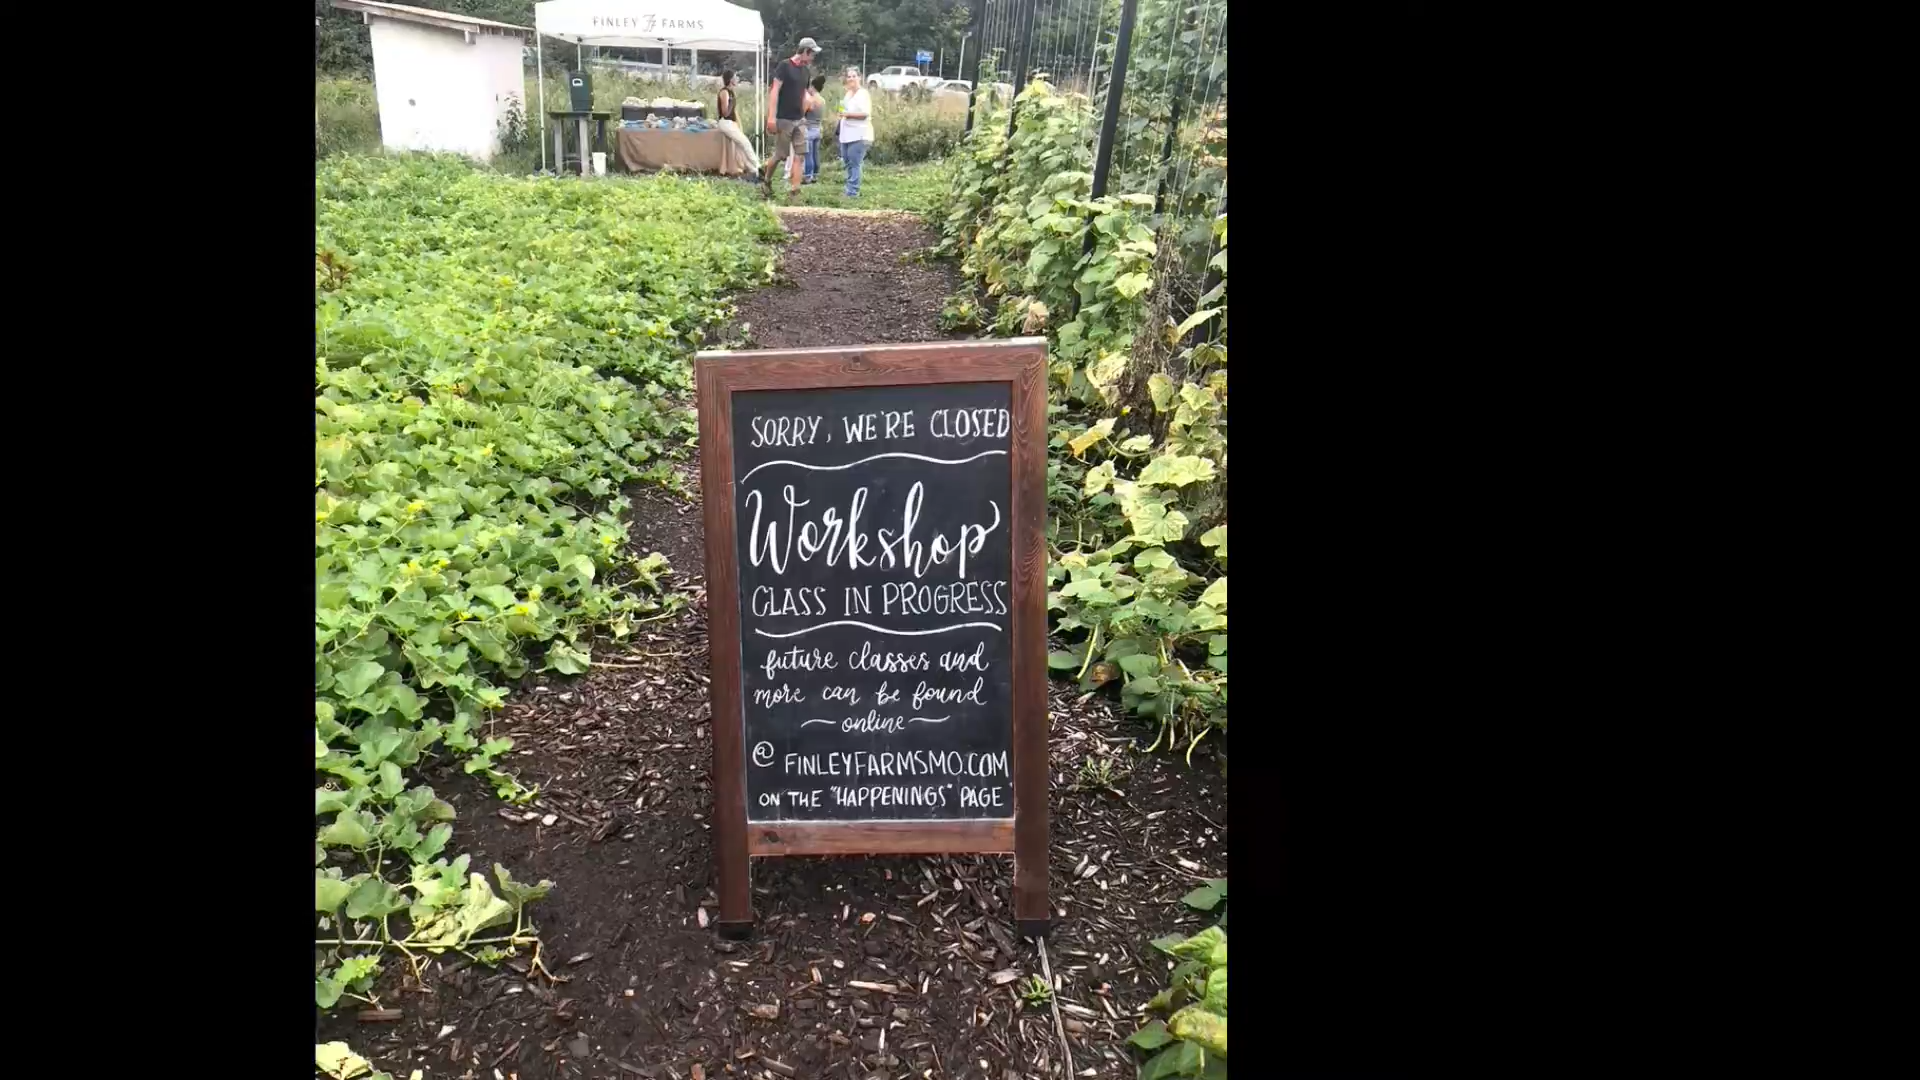 FINLEY FF FARMS
SORRY, WE'RE CLOSED
Workshop
CLASS IN PROGRESS
future classes and
more can be found
online
@ FINLEYFARMSMO.COM
ON THE "HAPPENINGS" PAGE